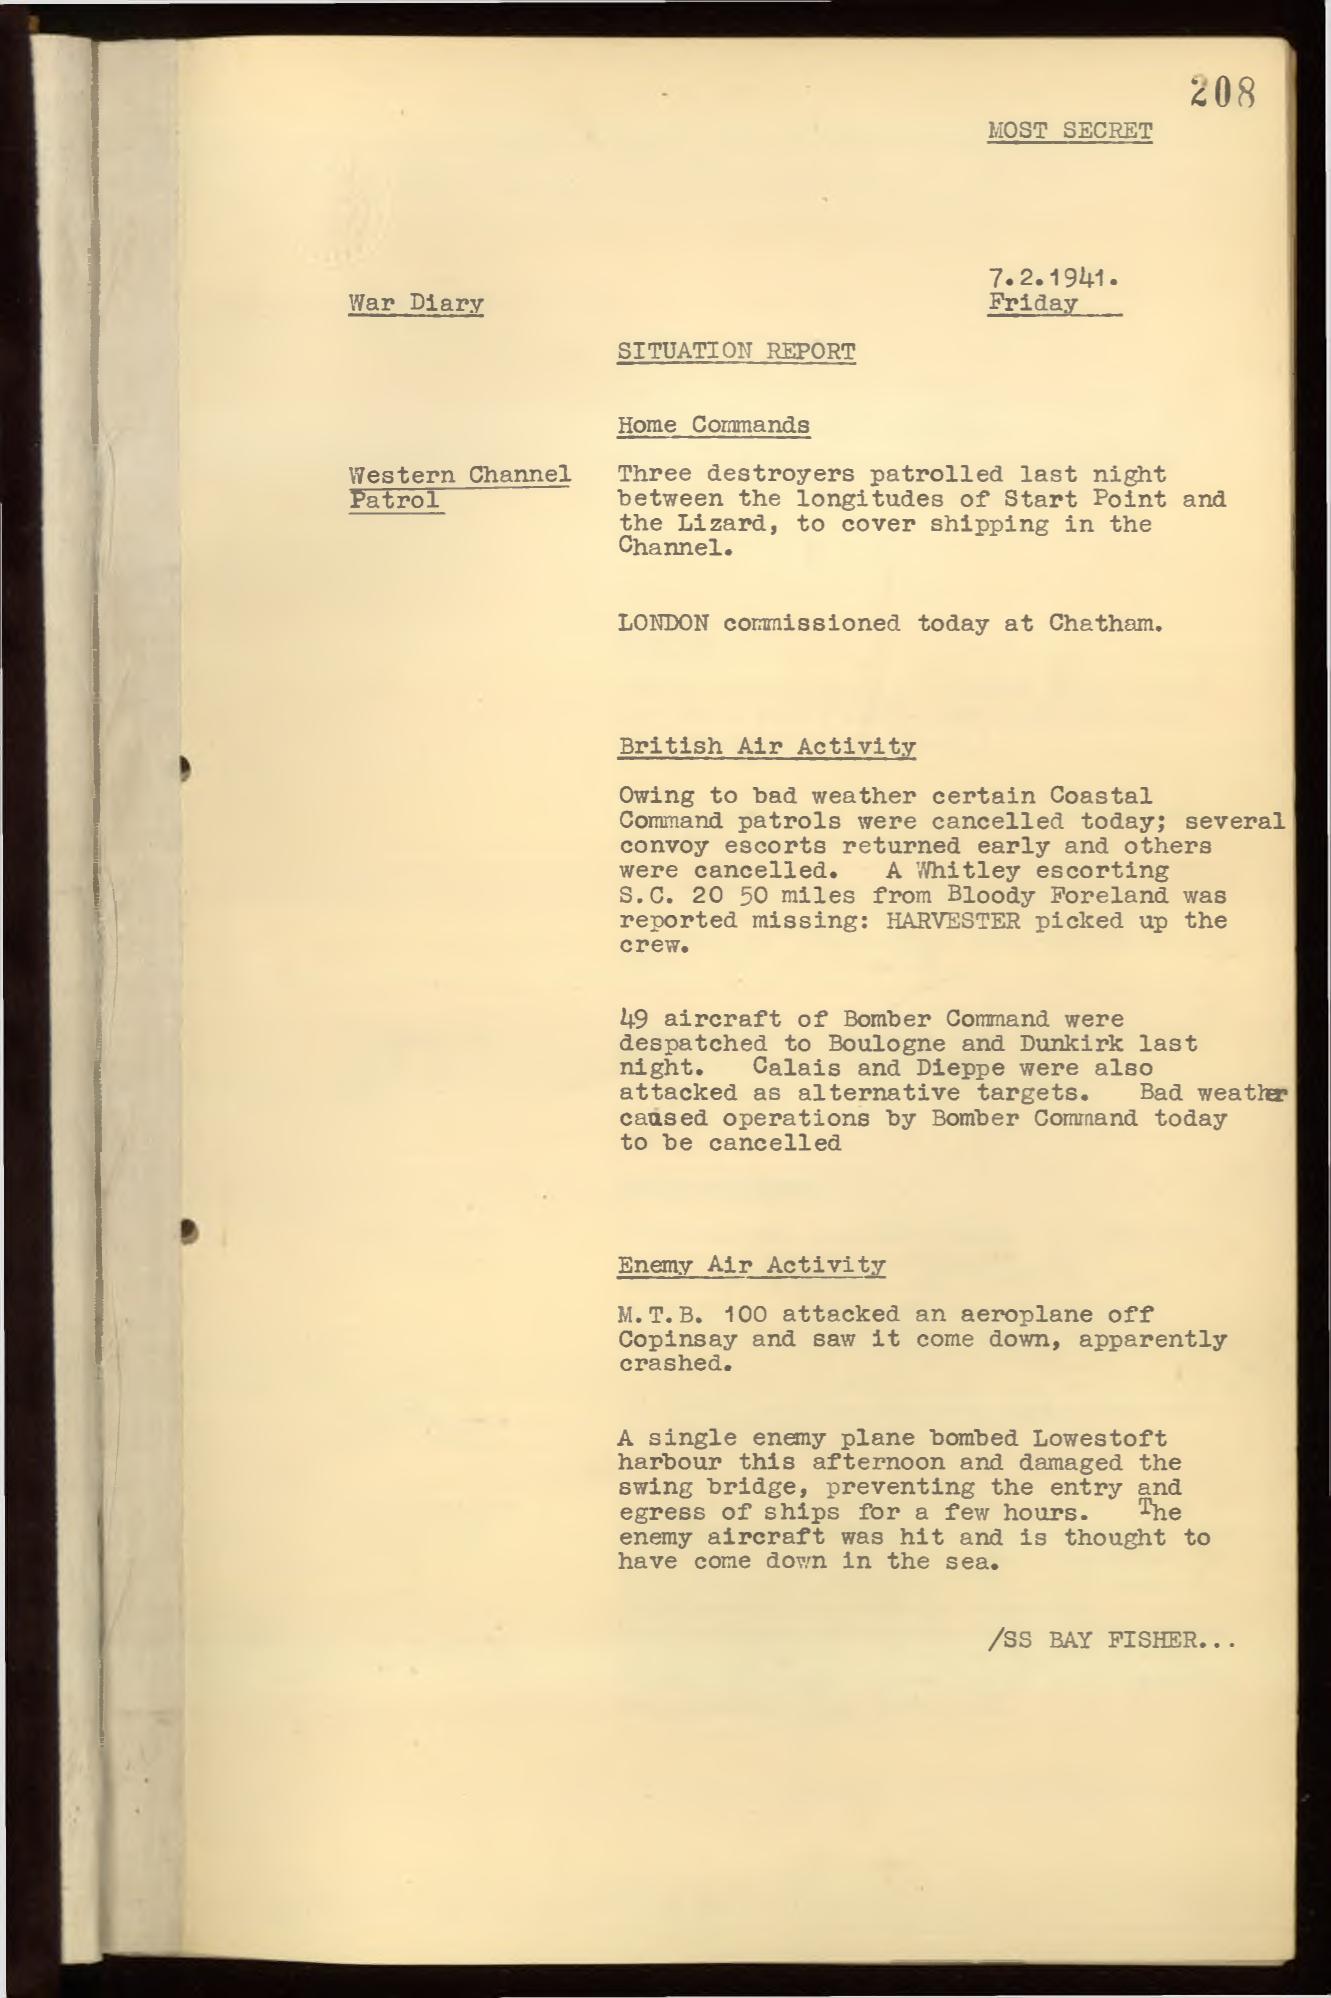 208
MOST SECRET
7.2.1941.
War Diary
Friday
SITUATION REPORT
Home Commands
Western Channel
Patrol
Three destroyers patrolled last night
between the longitudes of Start Point and
the Lizard, to cover shipping in the
Channel.
LONDON commissioned today at Chatham.
British Air Activity
Owing to bad weather certain Coastal
Command patrols were cancelled today; several
convoy escorts returned early and others
were cancelled. A Whitley escorting
S.C. 20 50 miles from Bloody Foreland was
reported missing: HARVESTER picked up the
crew.
49 aircraft of Bomber Command were
despatched to Boulogne and Dunkirk last
night. Calais and Dieppe were also
attacked as alternative targets. Bad weather
caused operations by Bomber Command today
to be cancelled
Enemy Air Activity
M.T.B. 100 attacked an aeroplane off
Copinsay and saw it come down, apparently
crashed.
A single enemy plane bombed Lowestoft
harbour this afternoon and damaged the
swing bridge, preventing the entry and
egress of ships for a few hours. The
enemy aircraft was hit and is thought to
have come down in the sea.
/SS BAY FISHER...